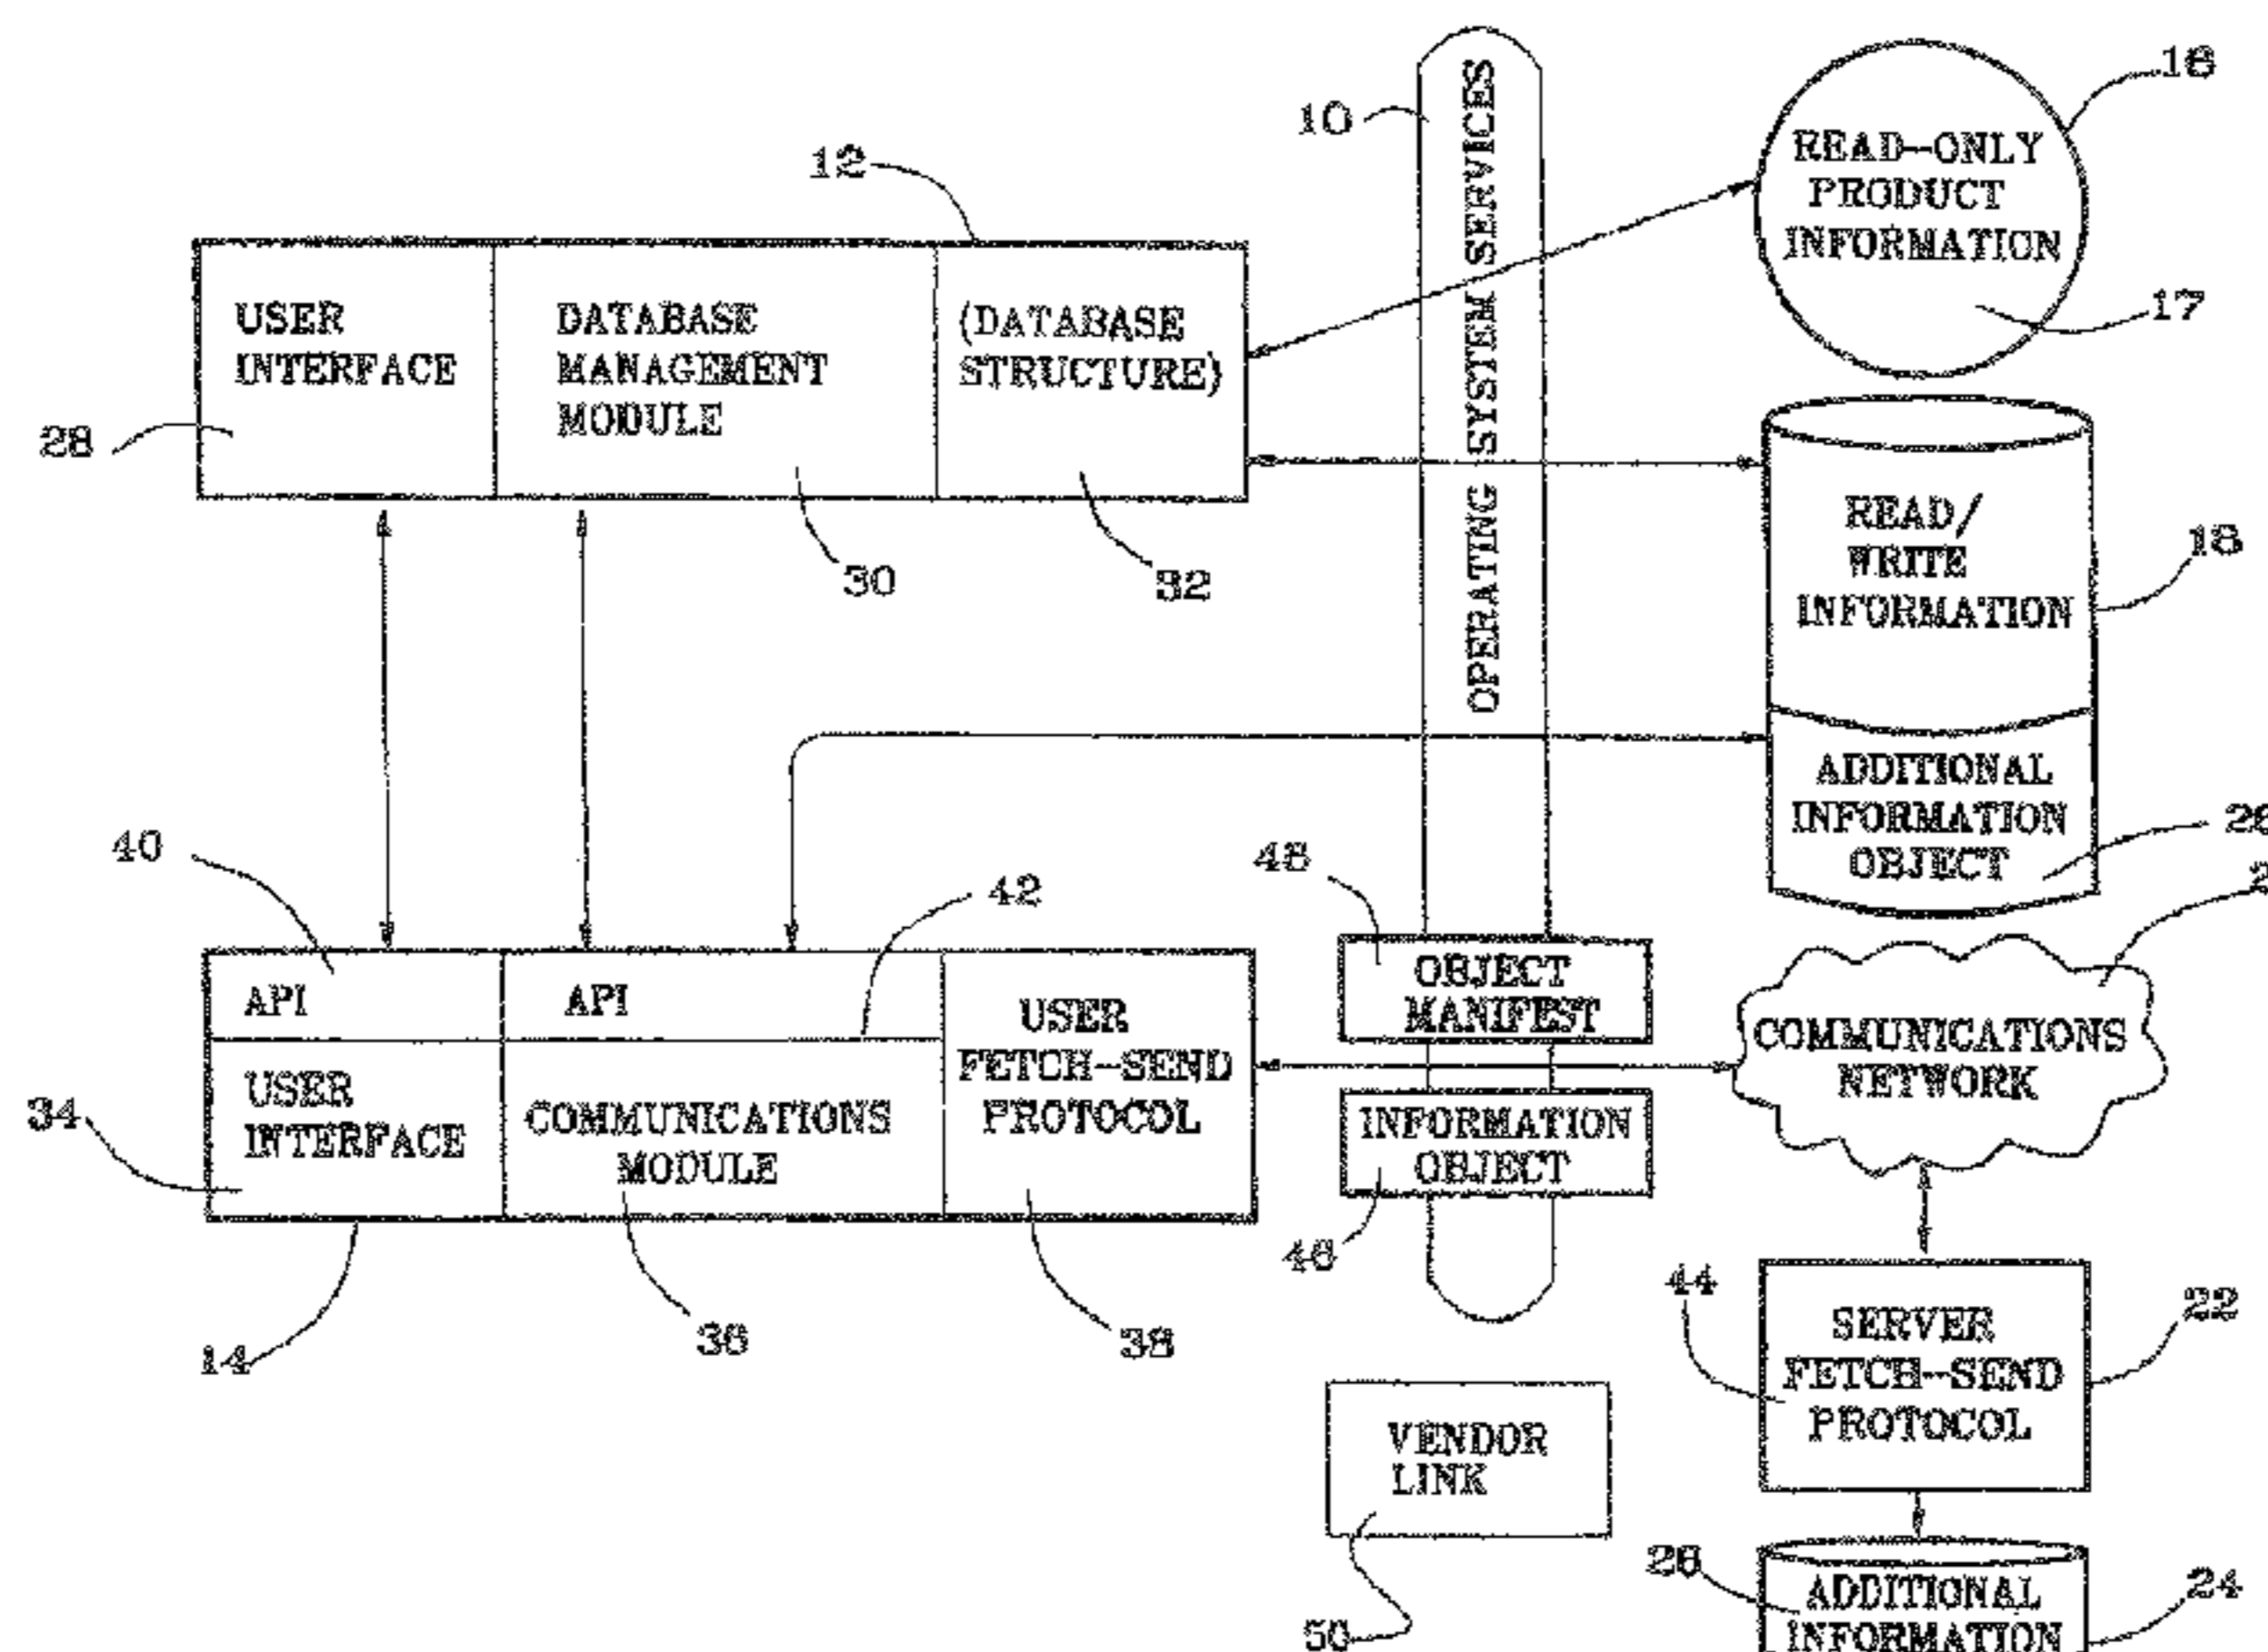 10
OPERATING SYSTEM SERVICES
16
READ-ONLY
PRODUCT
INFORMATION
17
12
USER
INTERFACE
28
DATABASE
MANAGEMENT
MODULE
30
(DATABASE
STRUCTURE)
32
READ/
WRITE
INFORMATION
18
ADDITIONAL
INFORMATION
OBJECT
40
API
42
API
USER
INTERFACE
34
COMMUNICATIONS
MODULE
36
USER
FETCH-SEND
PROTOCOL
38
14
48
OBJECT
MANIFEST
INFORMATION
OBJECT
46
COMMUNICATIONS
NETWORK
44
SERVER
FETCH-SEND
PROTOCOL
22
VENDOR
LINK
50
26
ADDITIONAL
INFORMATION
24